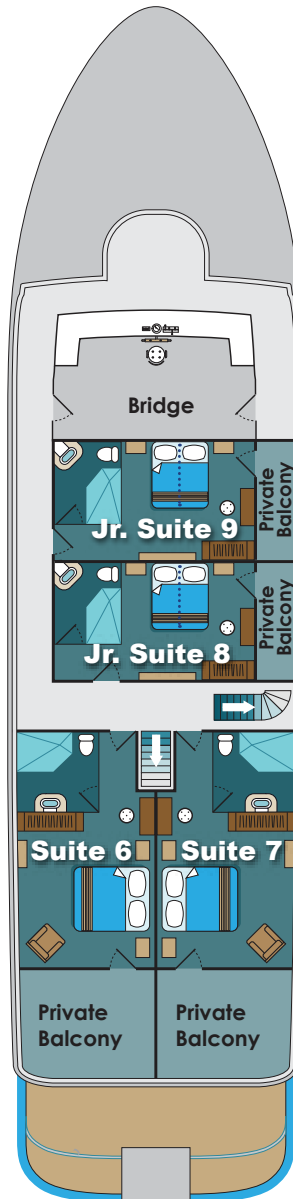 Bridge
Jr. Suite 9
Private
Balcony
Jr. Suite 8
Private
Balcony
Suite 6
Suite 7
Private
Balcony
Private
Balcony